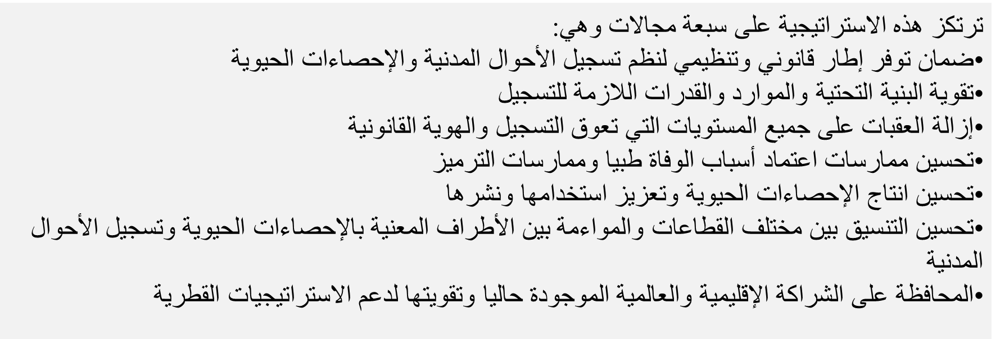 ترتكز هذه الاستراتيجية على سبعة مجالات وهي:
•ضمان توفر إطار قانوني وتنظيمي لنظم تسجيل الأحوال المدنية والإحصاءات الحيوية
•تقوية البنية التحتية والموارد والقدرات اللازمة للتسجيل
•إزالة العقبات على جميع المستويات التي تعوق التسجيل والهوية القانونية
•تحسين ممارسات اعتماد أسباب الوفاة طبيا وممارسات الترميز
•تحسين انتاج الإحصاءات الحيوية وتعزيز استخدامها ونشرها
•تحسين التنسيق بين مختلف القطاعات والمواءمة بين الأطراف المعنية بالإحصاءات الحيوية وتسجيل الأحوال
المدنية
•المحافظة على الشراكة الإقليمية والعالمية الموجودة حاليا وتقويتها لدعم الاستراتيجيات القطرية